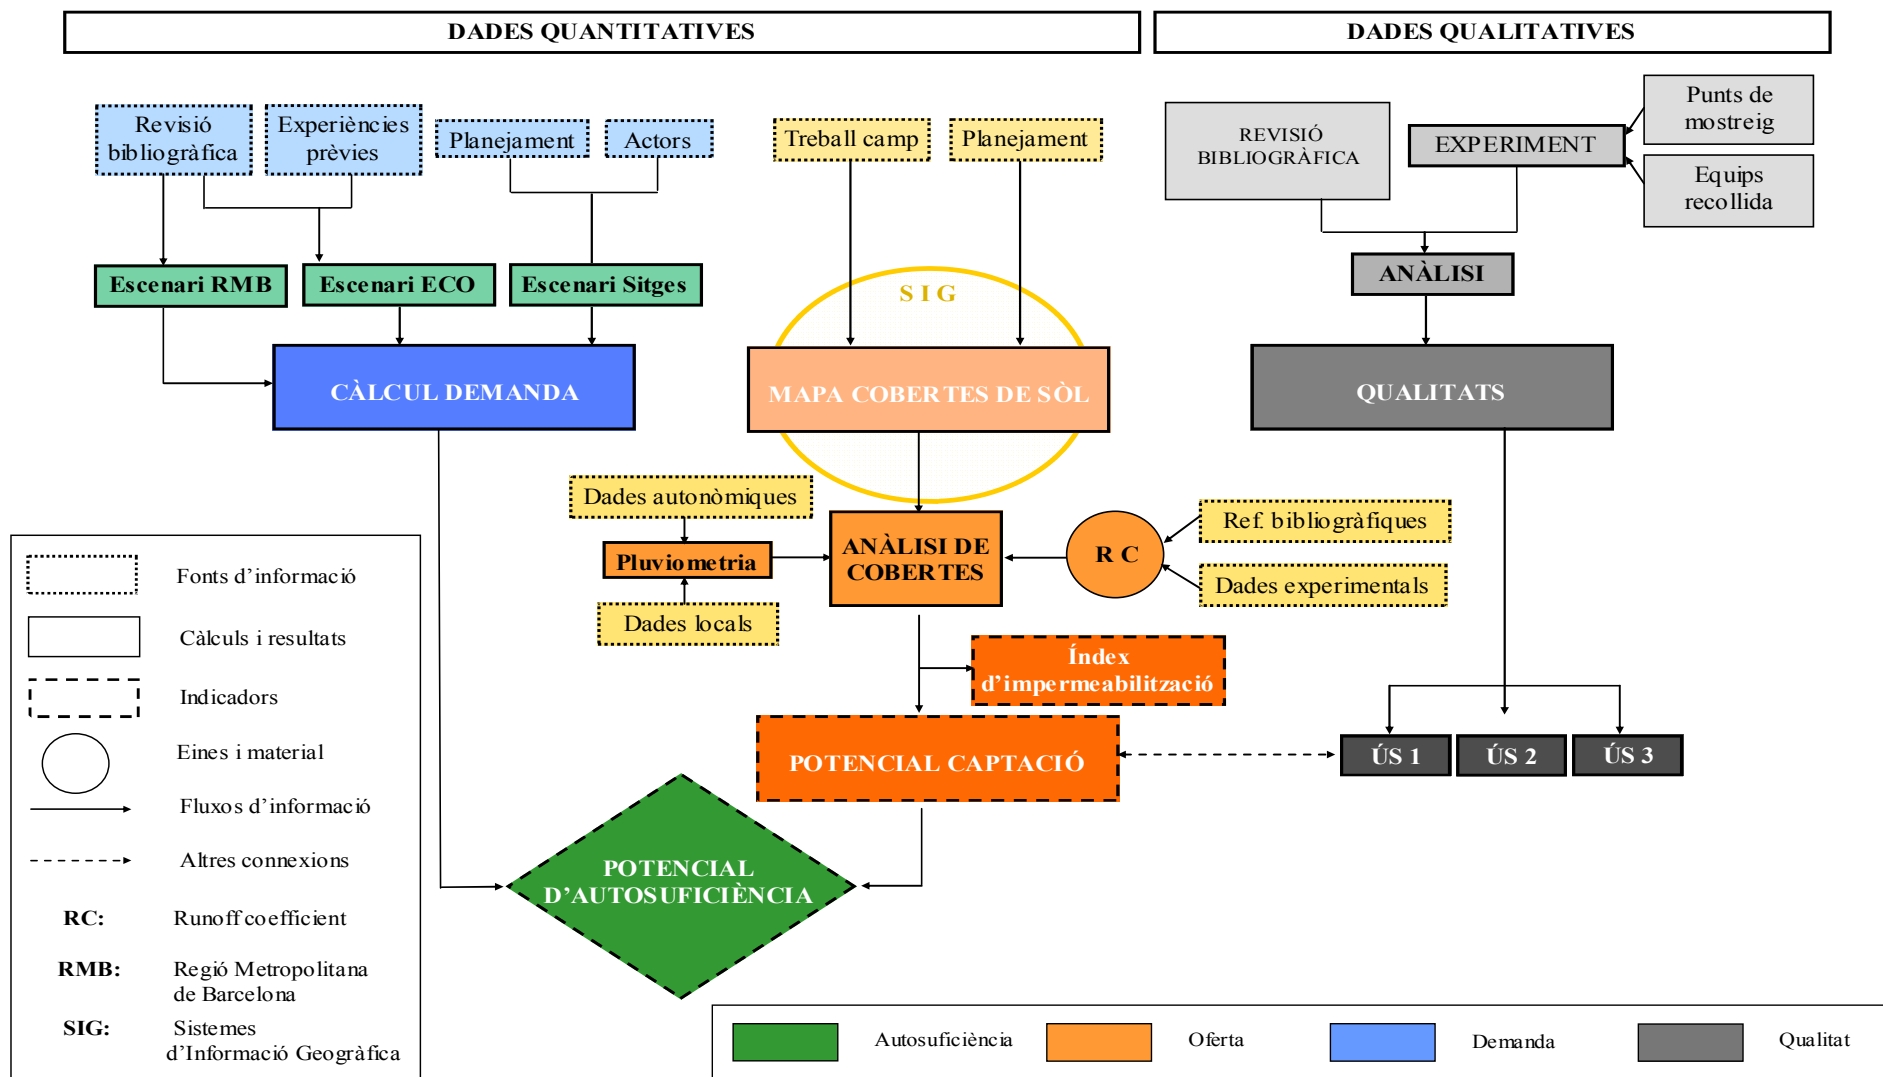 DADES QUANTITATIVES
DADES QUALITATIVES
Revisió
bibliogràfica
Experiències
prèvies
Planejament
Actors
Treball camp
Planejament
REVISIÓ
BIBLIOGRÀFICA
EXPERIMENT
Punts de
mostreig
Equips
recollida
Escenari RMB
Escenari ECO
Escenari Sitges
SIG
ANÀLISI
CÀLCUL DEMANDA
MAPA COBERTES DE SÒL
QUALITATS
Dades autonòmiques
Pluviometria
Dades locals
ANÀLISI DE
COBERTES
R C
Ref. bibliogràfiques
Dades experimentals
Índex
d’impermeabilització
POTENCIAL CAPTACIÓ
ÚS 1
ÚS 2
ÚS 3
POTENCIAL
D’AUTOSUFICIÈNCIA
Fonts d’informació
Càlculs i resultats
Indicadors
Eines i material
Fluxos d’informació
Altres connexions
RC: Runoff coefficient
RMB: Regió Metropolitana
de Barcelona
SIG: Sistemes
d’Informació Geogràfica
Autosuficiència
Oferta
Demanda
Qualitat